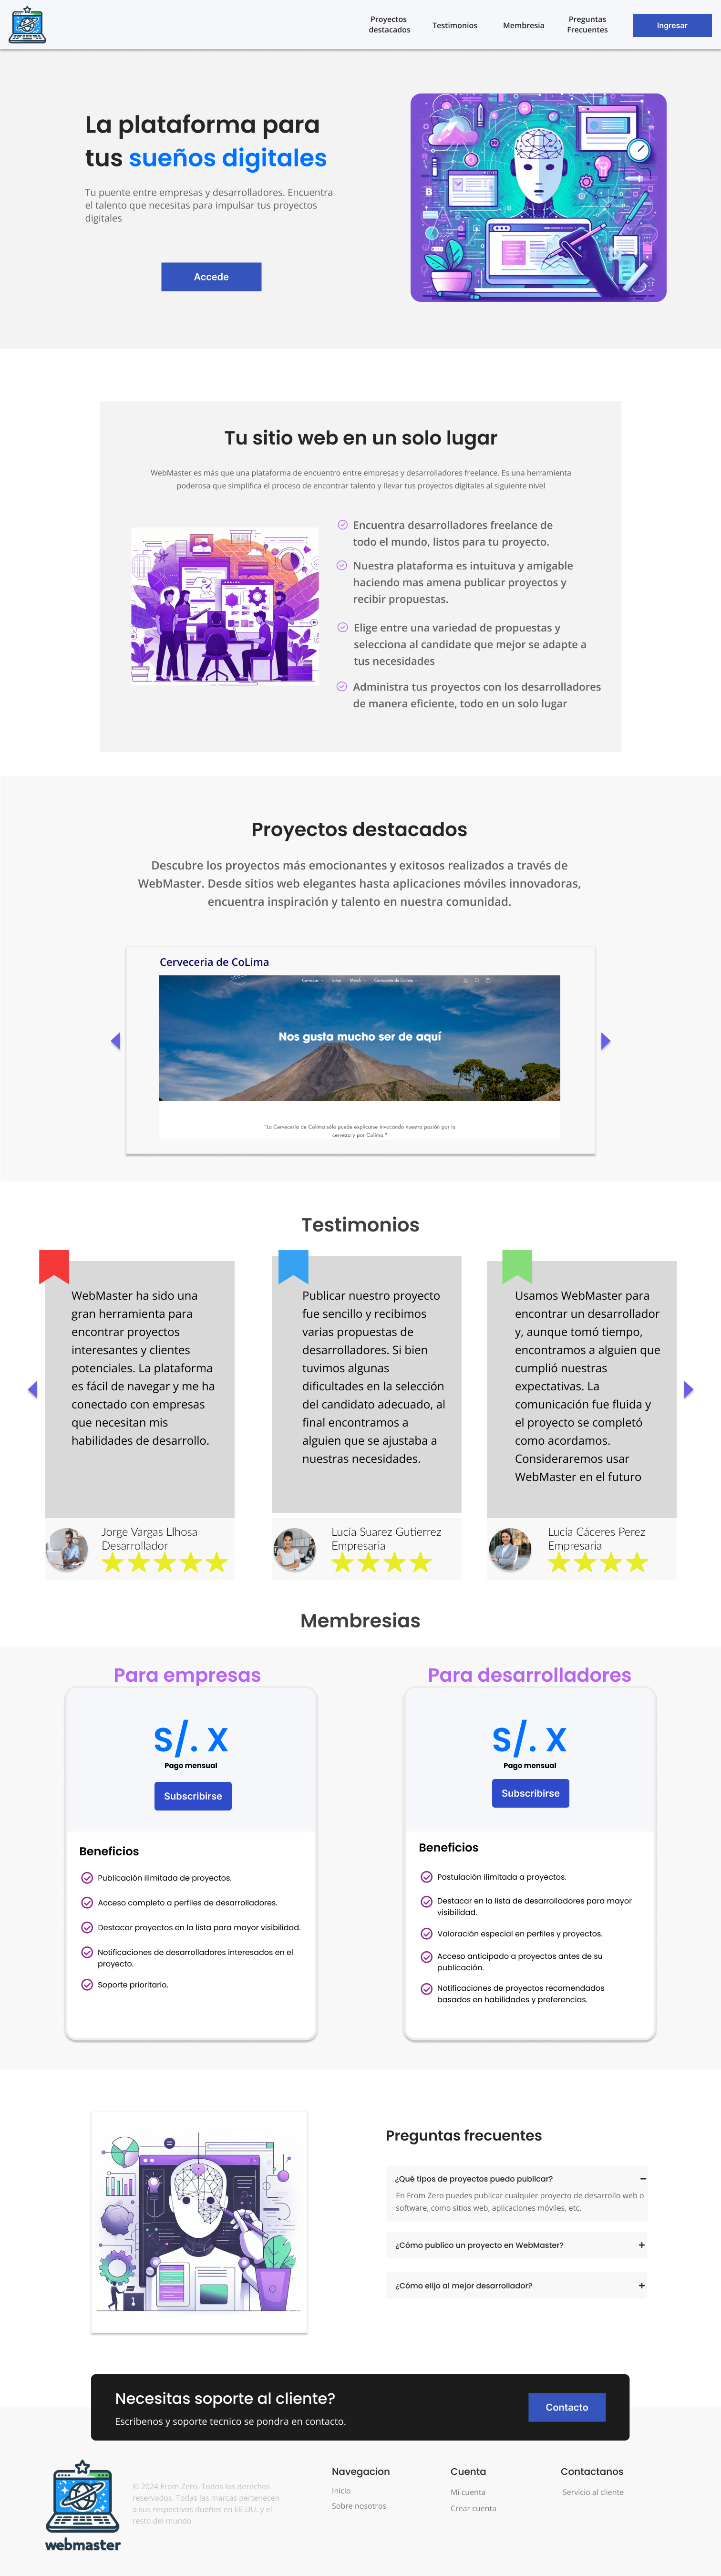 Proyectos
destacados
Testimonios
Membresia
Preguntas
Frecuentes
Ingresar
La plataforma para
tus sueños digitales
Tu puente entre empresas y desarrolladores. Encuentra
el talento que necesitas para impulsar tus proyectos
digitales
Accede
Tu sitio web en un solo lugar
WebMaster es más que una plataforma de encuentro entre empresas y desarrolladores freelance. Es una herramienta
poderosa que simplifica el proceso de encontrar talento y llevar tus proyectos digitales al siguiente nivel
Encuentra desarrolladores freelance de
todo el mundo, listos para tu proyecto.
Nuestra plataforma es intuituva y amigable
haciendo mas amena publicar proyectos y
recibir propuestas.
Elige entre una variedad de propuestas y
selecciona al candidate que mejor se adapte a
tus necesidades
Administra tus proyectos con los desarrolladores
de manera eficiente, todo en un solo lugar
Proyectos destacados
Descubre los proyectos más emocionantes y exitosos realizados a través de
WebMaster. Desde sitios web elegantes hasta aplicaciones móviles innovadoras,
encuentra inspiración y talento en nuestra comunidad.
Cerveceria de CoLima
Cervezas
Merch
Cervecería de Colima
Nos gusta mucho ser de aquí
"La Cervecería de Colima sólo puede explicarse invocando nuestra pasión por la
cerveza y por Colima."
Testimonios
WebMaster ha sido una
gran herramienta para
encontrar proyectos
interesantes y clientes
potenciales. La plataforma
es fácil de navegar y me ha
conectado con empresas
que necesitan mis
habilidades de desarrollo.
Jorge Vargas Llhosa
Desarrollador
Publicar nuestro proyecto
fue sencillo y recibimos
varias propuestas de
desarrolladores. Si bien
tuvimos algunas
dificultades en la selección
del candidato adecuado, al
final encontramos a
alguien que se ajustaba a
nuestras necesidades.
Lucia Suarez Gutierrez
Empresaria
Usamos WebMaster para
encontrar un desarrollador
y, aunque tomó tiempo,
encontramos a alguien que
cumplió nuestras
expectativas. La
comunicación fue fluida y
el proyecto se completó
como acordamos.
Consideraremos usar
WebMaster en el futuro
Lucía Cáceres Perez
Empresaria
Membresias
Para empresas
S/. X
Pago mensual
Subscribirse
Beneficios
Publicación ilimitada de proyectos.
Acceso completo a perfiles de desarrolladores.
Destacar proyectos en la lista para mayor visibilidad.
Notificaciones de desarrolladores interesados en el
proyecto.
Soporte prioritario.
Para desarrolladores
S/. X
Pago mensual
Subscribirse
Beneficios
Postulación ilimitada a proyectos.
Destacar en la lista de desarrolladores para mayor
visibilidad.
Valoración especial en perfiles y proyectos.
Acceso anticipado a proyectos antes de su
publicación.
Notificaciones de proyectos recomendados
basados en habilidades y preferencias.
Preguntas frecuentes
¿Qué tipos de proyectos puedo publicar?
En From Zero puedes publicar cualquier proyecto de desarrollo web o
software, como sitios web, aplicaciones móviles, etc.
¿Cómo publico un proyecto en WebMaster?
¿Cómo elijo al mejor desarrollador?
Necesitas soporte al cliente?
Escribenos y soporte tecnico se pondra en contacto.
Contacto
webmaster
© 2024 From Zero. Todos los derechos
reservados. Todas las marcas pertenecen
a sus respectivos dueños en EE.UU. y el
resto del mundo
Navegacion
Inicio
Sobre nosotros
Cuenta
Mi cuenta
Crear cuenta
Contactanos
Servicio al cliente